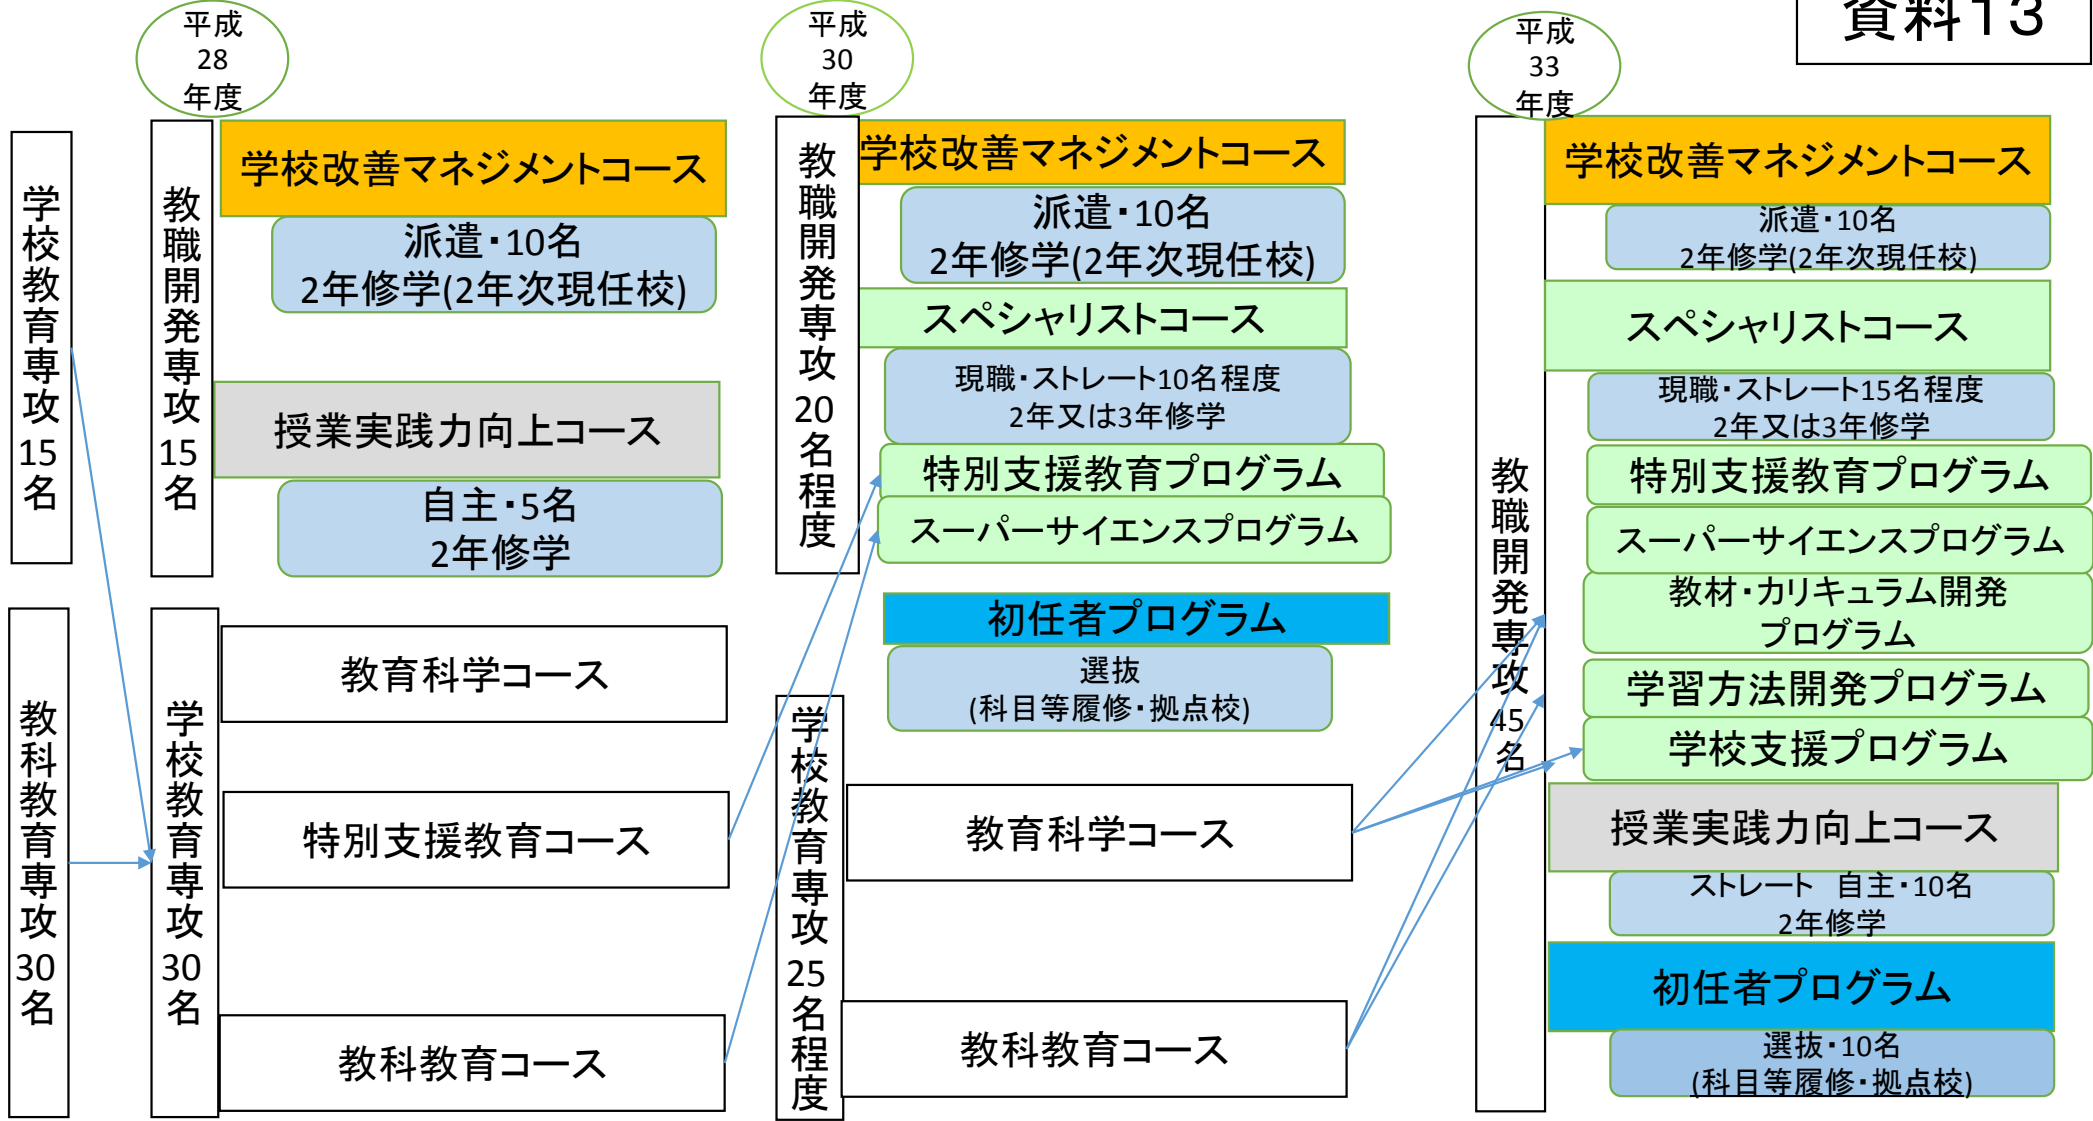 資料13
平成
28
年度
平成
30
年度
平成
33
年度
学校教育専攻15名
教科教育専攻30名
教職開発専攻15名
学校改善マネジメントコース
派遣・10名
2年修学(2年次現任校)
授業実践力向上コース
自主・5名
2年修学
学校教育専攻30名
教育科学コース
特別支援教育コース
教科教育コース
教職開発専攻20名程度
学校改善マネジメントコース
派遣・10名
2年修学(2年次現任校)
スペシャリストコース
現職・ストレート10名程度
2年又は3年修学
特別支援教育プログラム
スーパーサイエンスプログラム
初任者プログラム
選抜
(科目等履修・拠点校)
学校教育専攻25名程度
教育科学コース
教科教育コース
教職開発専攻45名
学校改善マネジメントコース
派遣・10名
2年修学(2年次現任校)
スペシャリストコース
現職・ストレート15名程度
2年又は3年修学
特別支援教育プログラム
スーパーサイエンスプログラム
教材・カリキュラム開発
プログラム
学習方法開発プログラム
学校支援プログラム
授業実践力向上コース
ストレート　自主・10名
2年修学
初任者プログラム
選抜・10名
(科目等履修・拠点校)